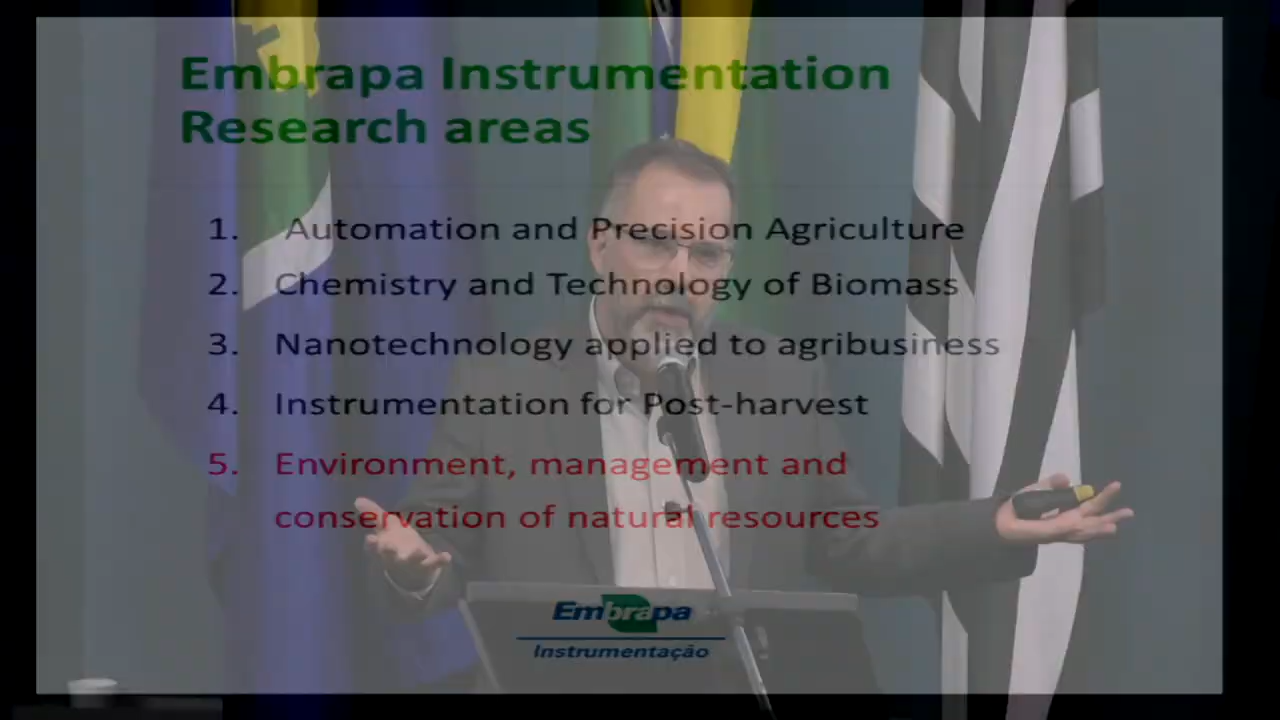 Embrapa Instrumentation
Research areas
1. Automation and Precision Agriculture
2. Chemistry and Technology of Biomass
3. Nanotechnology applied to agribusiness
4. Instrumentation for Post-harvest
5. Environment, management and
conservation of natural resources
Embrapa
Instrumentação